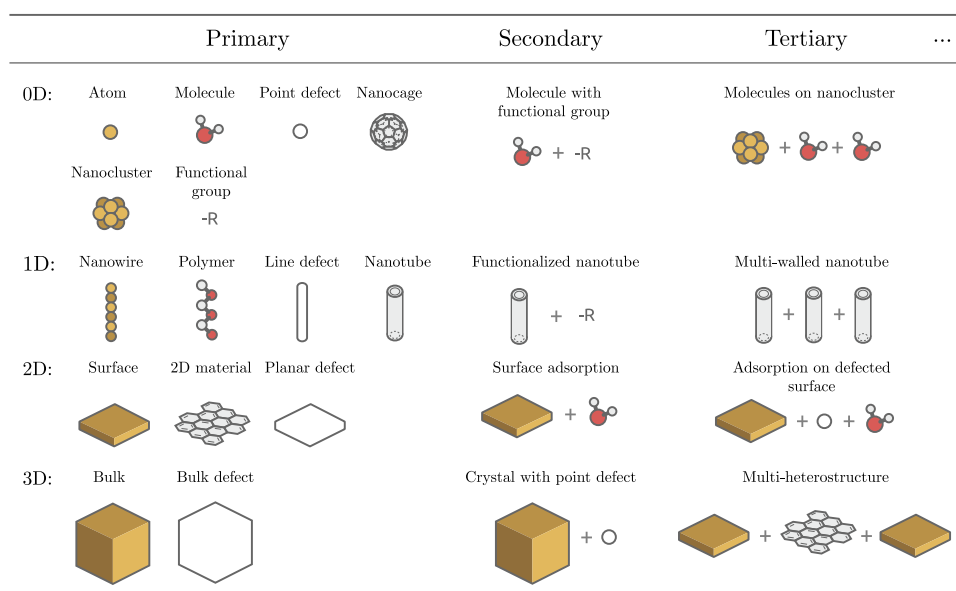 Primary Secondary Tertiary ...
0D: Atom Molecule Point defect Nanocage Molecule with functional group Molecules on nanocluster
+ -R + +
Nanocluster Functional group
-R
1D: Nanowire Polymer Line defect Nanotube Functionalized nanotube Multi-walled nanotube
+ -R + +
2D: Surface 2D material Planar defect Surface adsorption Adsorption on defected surface
+ + +
3D: Bulk Bulk defect Crystal with point defect Multi-heterostructure
+ + +